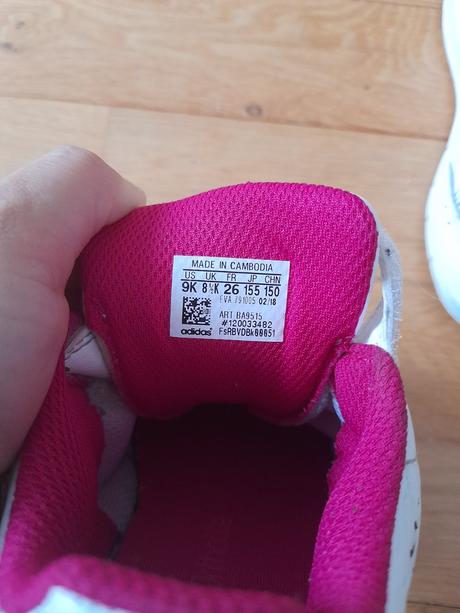 MADE IN CAMBODIA
US UK FR JP CHN
9K 8½K 26 155 150
EVA 791005 02/18
ART BA9515
#120033482
adidas FsRBVDBk00851